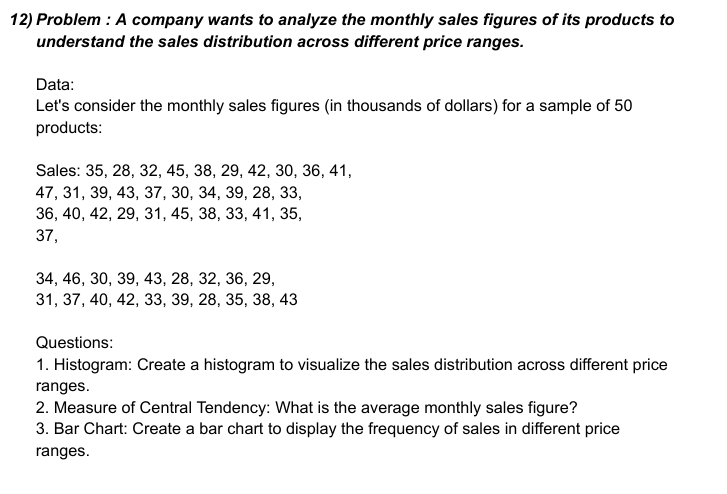 12) Problem : A company wants to analyze the monthly sales figures of its products to
understand the sales distribution across different price ranges.
Data:
Let's consider the monthly sales figures (in thousands of dollars) for a sample of 50
products:
Sales: 35, 28, 32, 45, 38, 29, 42, 30, 36, 41,
47, 31, 39, 43, 37, 30, 34, 39, 28, 33,
36, 40, 42, 29, 31, 45, 38, 33, 41, 35,
37,
34, 46, 30, 39, 43, 28, 32, 36, 29,
31, 37, 40, 42, 33, 39, 28, 35, 38, 43
Questions:
1. Histogram: Create a histogram to visualize the sales distribution across different price
ranges.
2. Measure of Central Tendency: What is the average monthly sales figure?
3. Bar Chart: Create a bar chart to display the frequency of sales in different price
ranges.